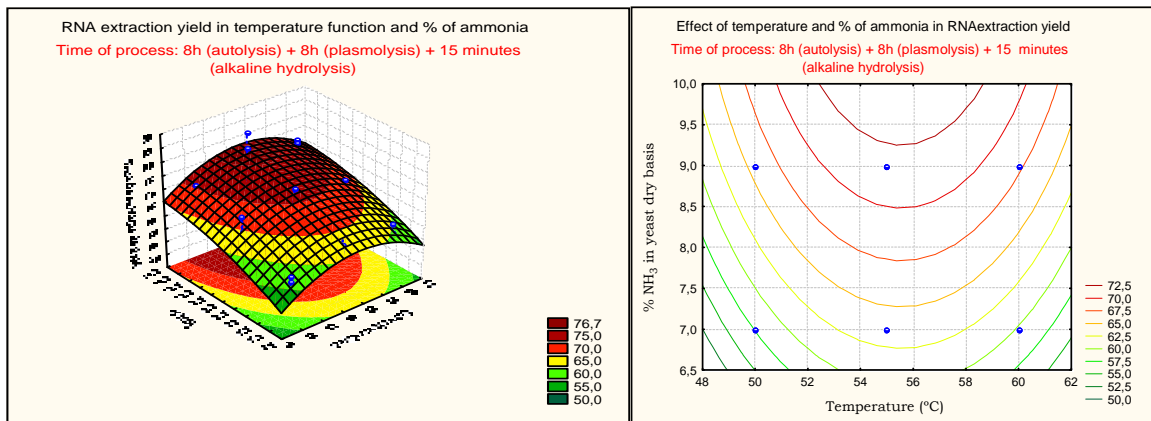 RNA extraction yield in temperature function and % of ammonia
Time of process: 8h (autolysis) + 8h (plasmolysis) + 15 minutes
(alkaline hydrolysis)
76,7
75,0
70,0
65,0
60,0
55,0
50,0
Effect of temperature and % of ammonia in RNAextraction yield
Time of process: 8h (autolysis) + 8h (plasmolysis) + 15 minutes
(alkaline hydrolysis)
% NH₃ in yeast dry basis
10,0
9,5
9,0
8,5
8,0
7,5
7,0
6,5
48 50 52 54 56 58 60 62
Temperature (ºC)
72,5
70,0
67,5
65,0
62,5
60,0
57,5
55,0
52,5
50,0